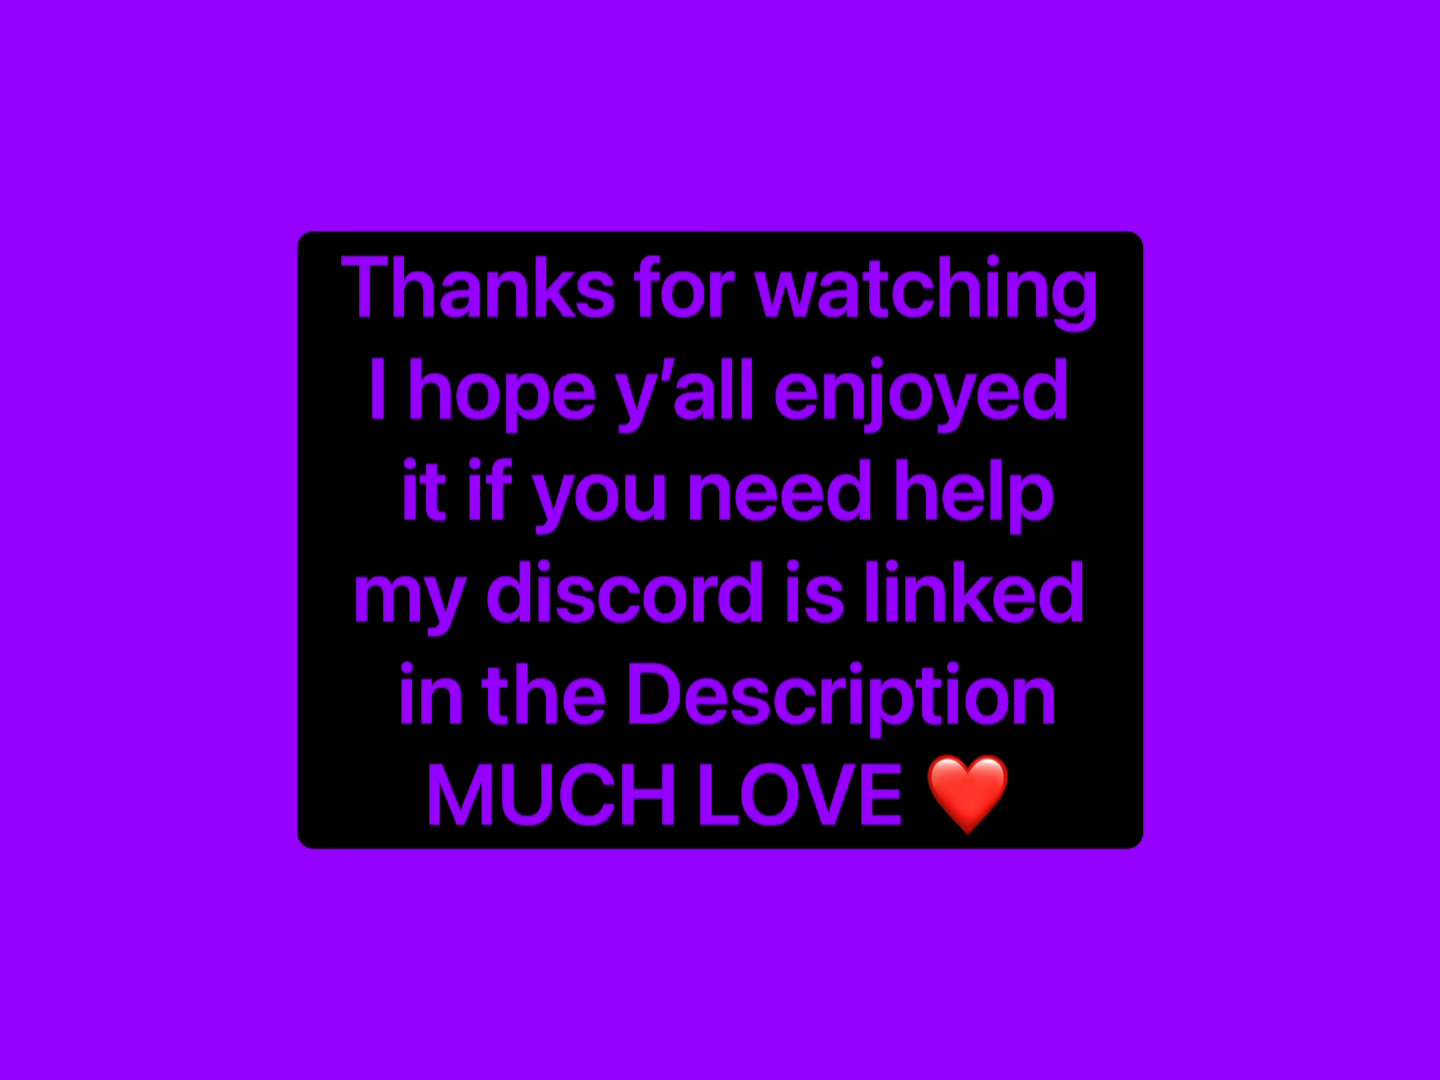 Thanks for watching
I hope y’all enjoyed
it if you need help
my discord is linked
in the Description
MUCH LOVE ❤️